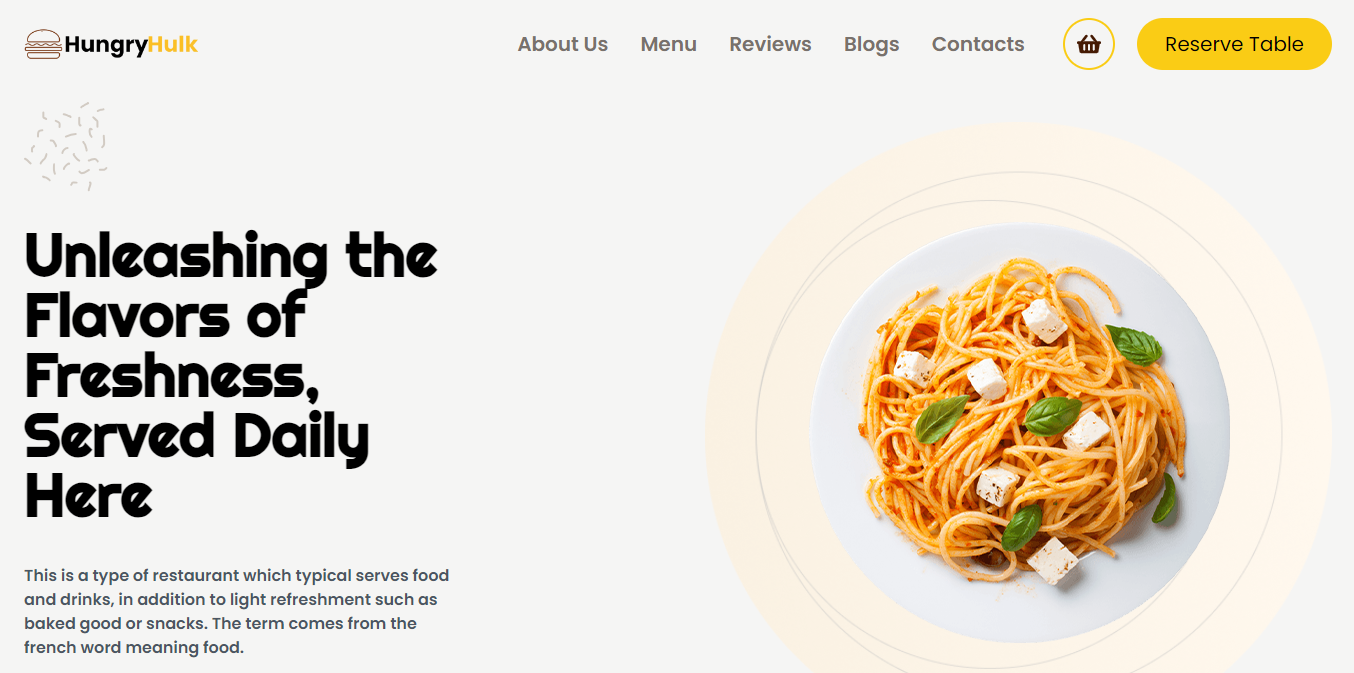 HungryHulk
About Us
Menu
Reviews
Blogs
Contacts
Reserve Table
Unleashing the
Flavors of
Freshness,
Served Daily
Here
This is a type of restaurant which typical serves food
and drinks, in addition to light refreshment such as
baked good or snacks. The term comes from the
french word meaning food.